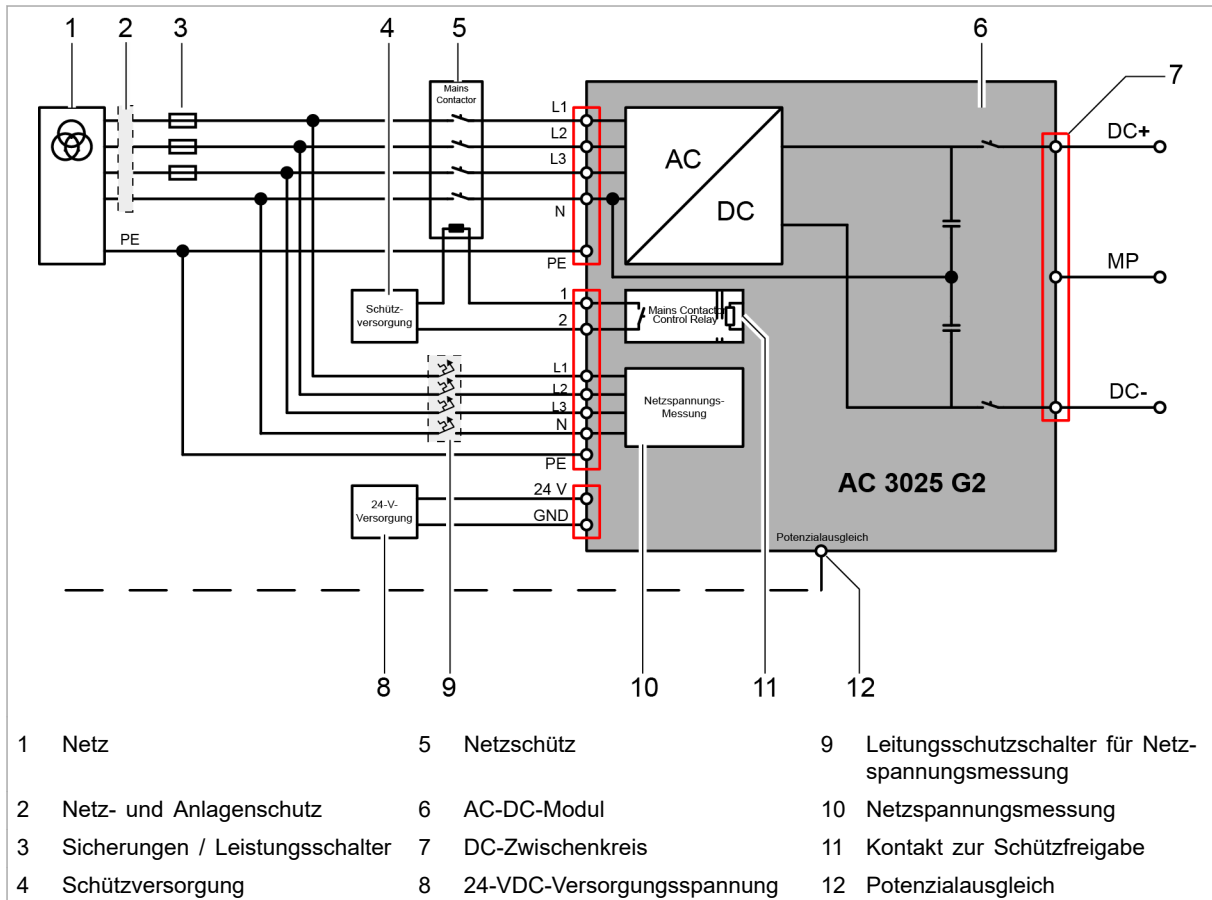 1 2 3 4 5 6
7
Mains
Contactor
L1
L2
L3
N
PE
PE
AC
DC
DC+
MP
DC-
Schütz-
versorgung
1
2
Mains Contactor
Control Relay
L1
L2
L3
N
PE
Netzspannungs-
Messung
24-V-
Versorgung
24 V
GND
AC 3025 G2
Potenzialausgleich
8 9 10 11 12
1 Netz
2 Netz- und Anlagenschutz
3 Sicherungen / Leistungsschalter
4 Schützversorgung
5 Netzschütz
6 AC-DC-Modul
7 DC-Zwischenkreis
8 24-VDC-Versorgungsspannung
9 Leitungsschutzschalter für Netz-
spannungsmessung
10 Netzspannungsmessung
11 Kontakt zur Schützfreigabe
12 Potenzialausgleich